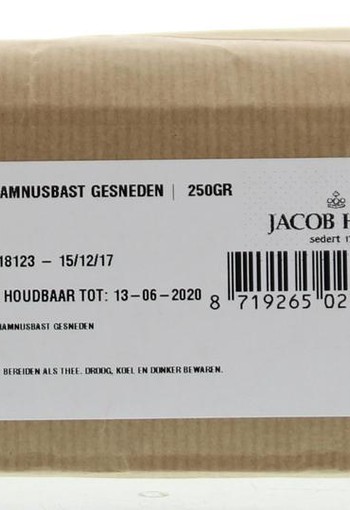 AMNUSBAST GESNEDEN | 250GR
JACOB H
sedert 1
18123 – 15/12/17
HOUDBAAR TOT: 13-06-2020
8 719265 02
HAMNUSBAST GESNEDEN
BEREIDEN ALS THEE. DROOG, KOEL EN DONKER BEWAREN.